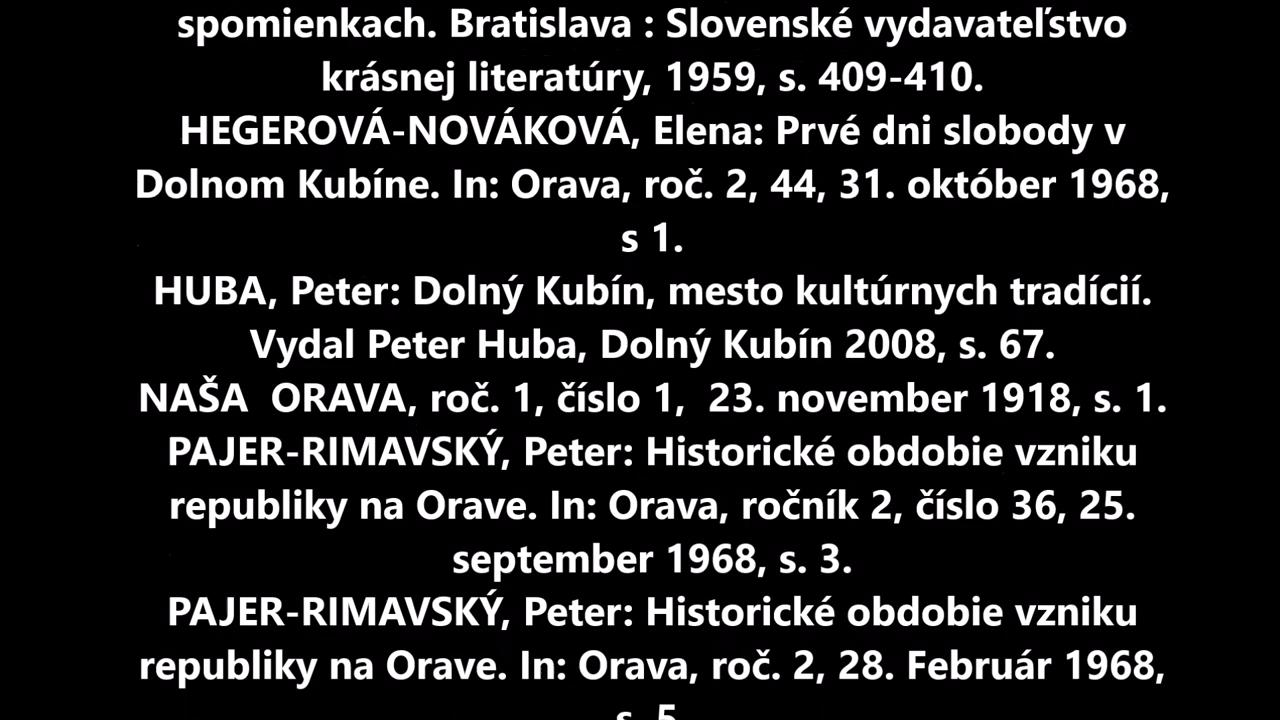 spomienkach. Bratislava : Slovenské vydavateľstvo
krásnej literatúry, 1959, s. 409-410.
HEGEROVÁ-NOVÁKOVÁ, Elena: Prvé dni slobody v
Dolnom Kubíne. In: Orava, roč. 2, 44, 31. október 1968,
s 1.
HUBA, Peter: Dolný Kubín, mesto kultúrnych tradícií.
Vydal Peter Huba, Dolný Kubín 2008, s. 67.
NAŠA  ORAVA, roč. 1, číslo 1,  23. november 1918, s. 1.
PAJER-RIMAVSKÝ, Peter: Historické obdobie vzniku
republiky na Orave. In: Orava, ročník 2, číslo 36, 25.
september 1968, s. 3.
PAJER-RIMAVSKÝ, Peter: Historické obdobie vzniku
republiky na Orave. In: Orava, roč. 2, 28. Február 1968,
s. 5